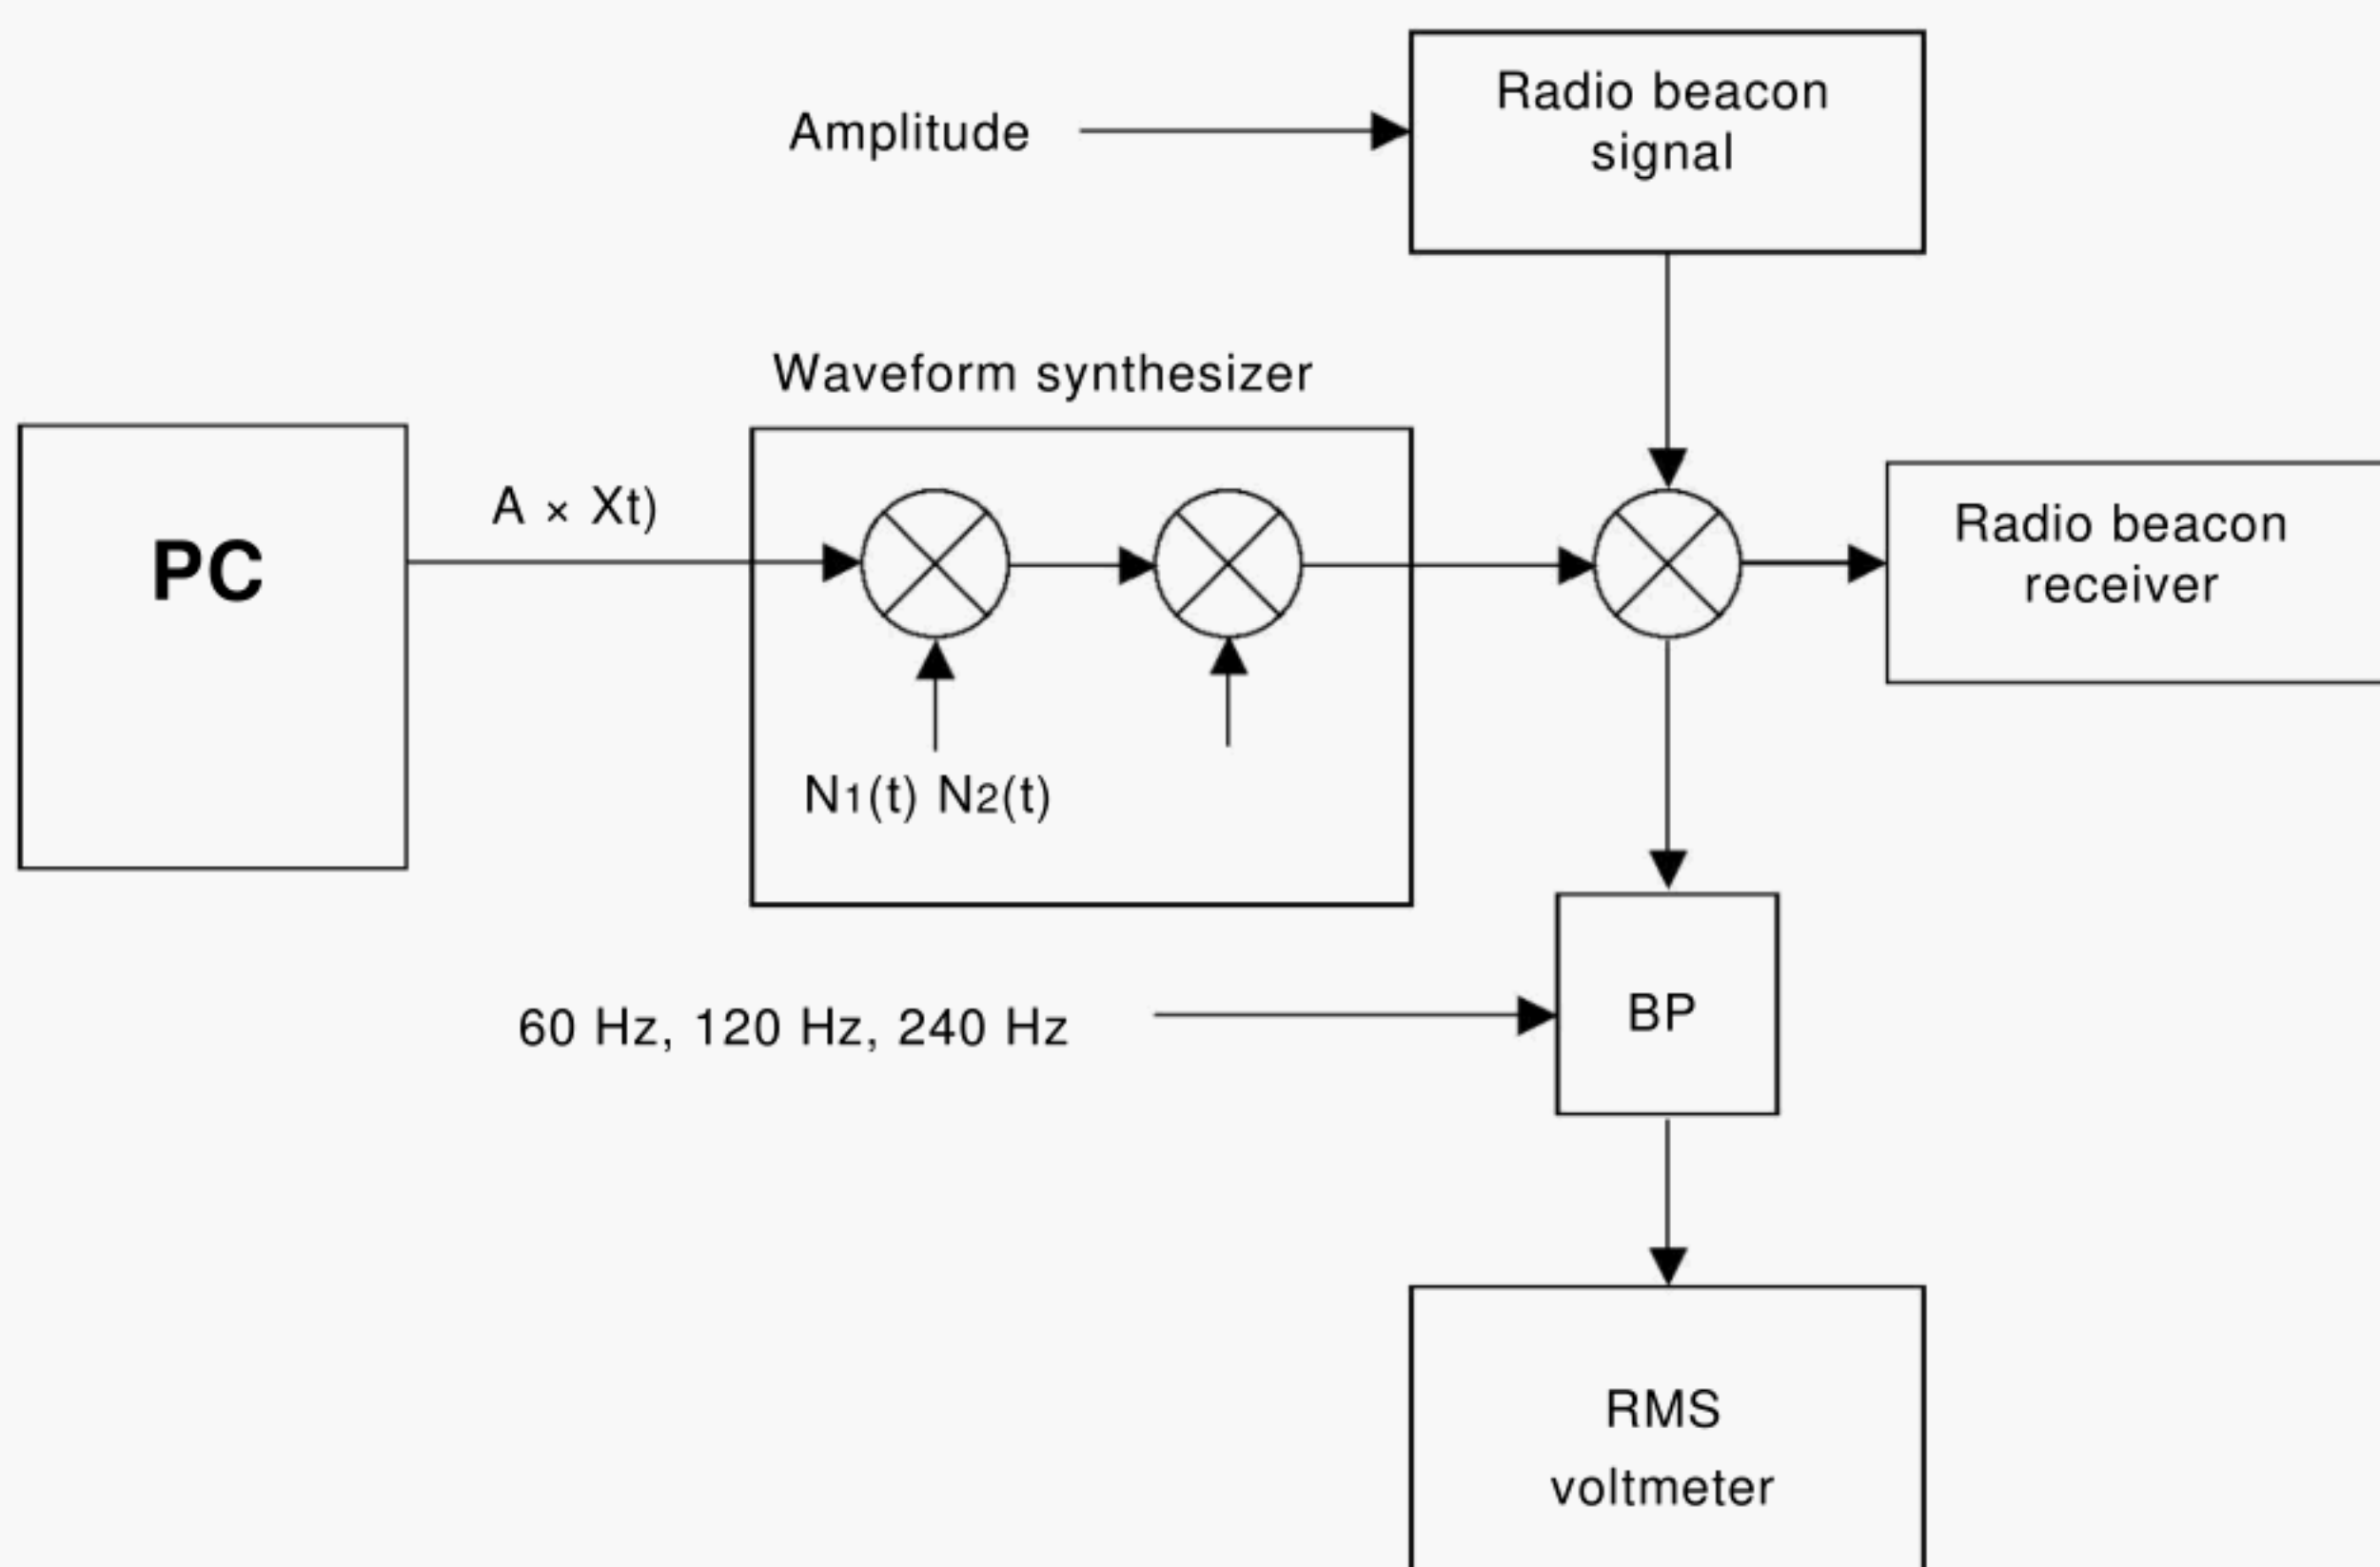 Radio beacon
signal
Amplitude
Waveform synthesizer
A × Xt)
PC
Radio beacon
receiver
N1(t) N2(t)
60 Hz, 120 Hz, 240 Hz
BP
RMS
voltmeter